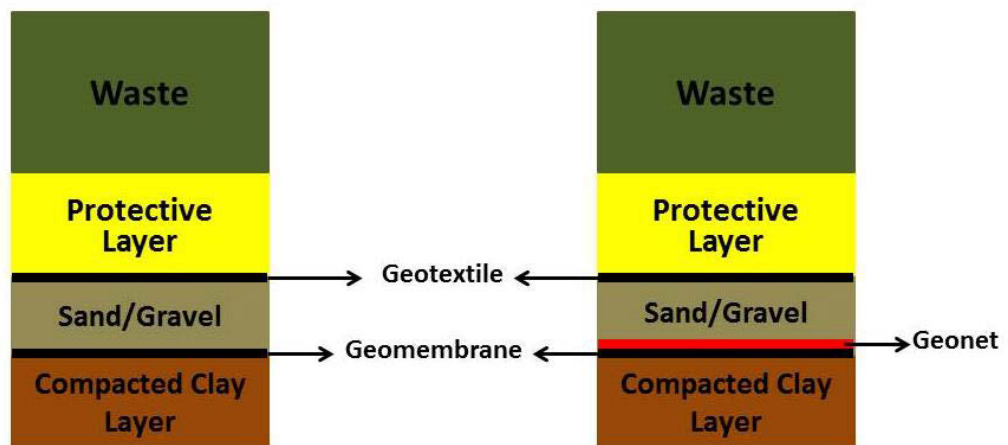 Waste
Protective
Layer
Sand/Gravel
Compacted Clay
Layer
Geotextile
Geomembrane
Waste
Protective
Layer
Sand/Gravel
Compacted Clay
Layer
Geonet